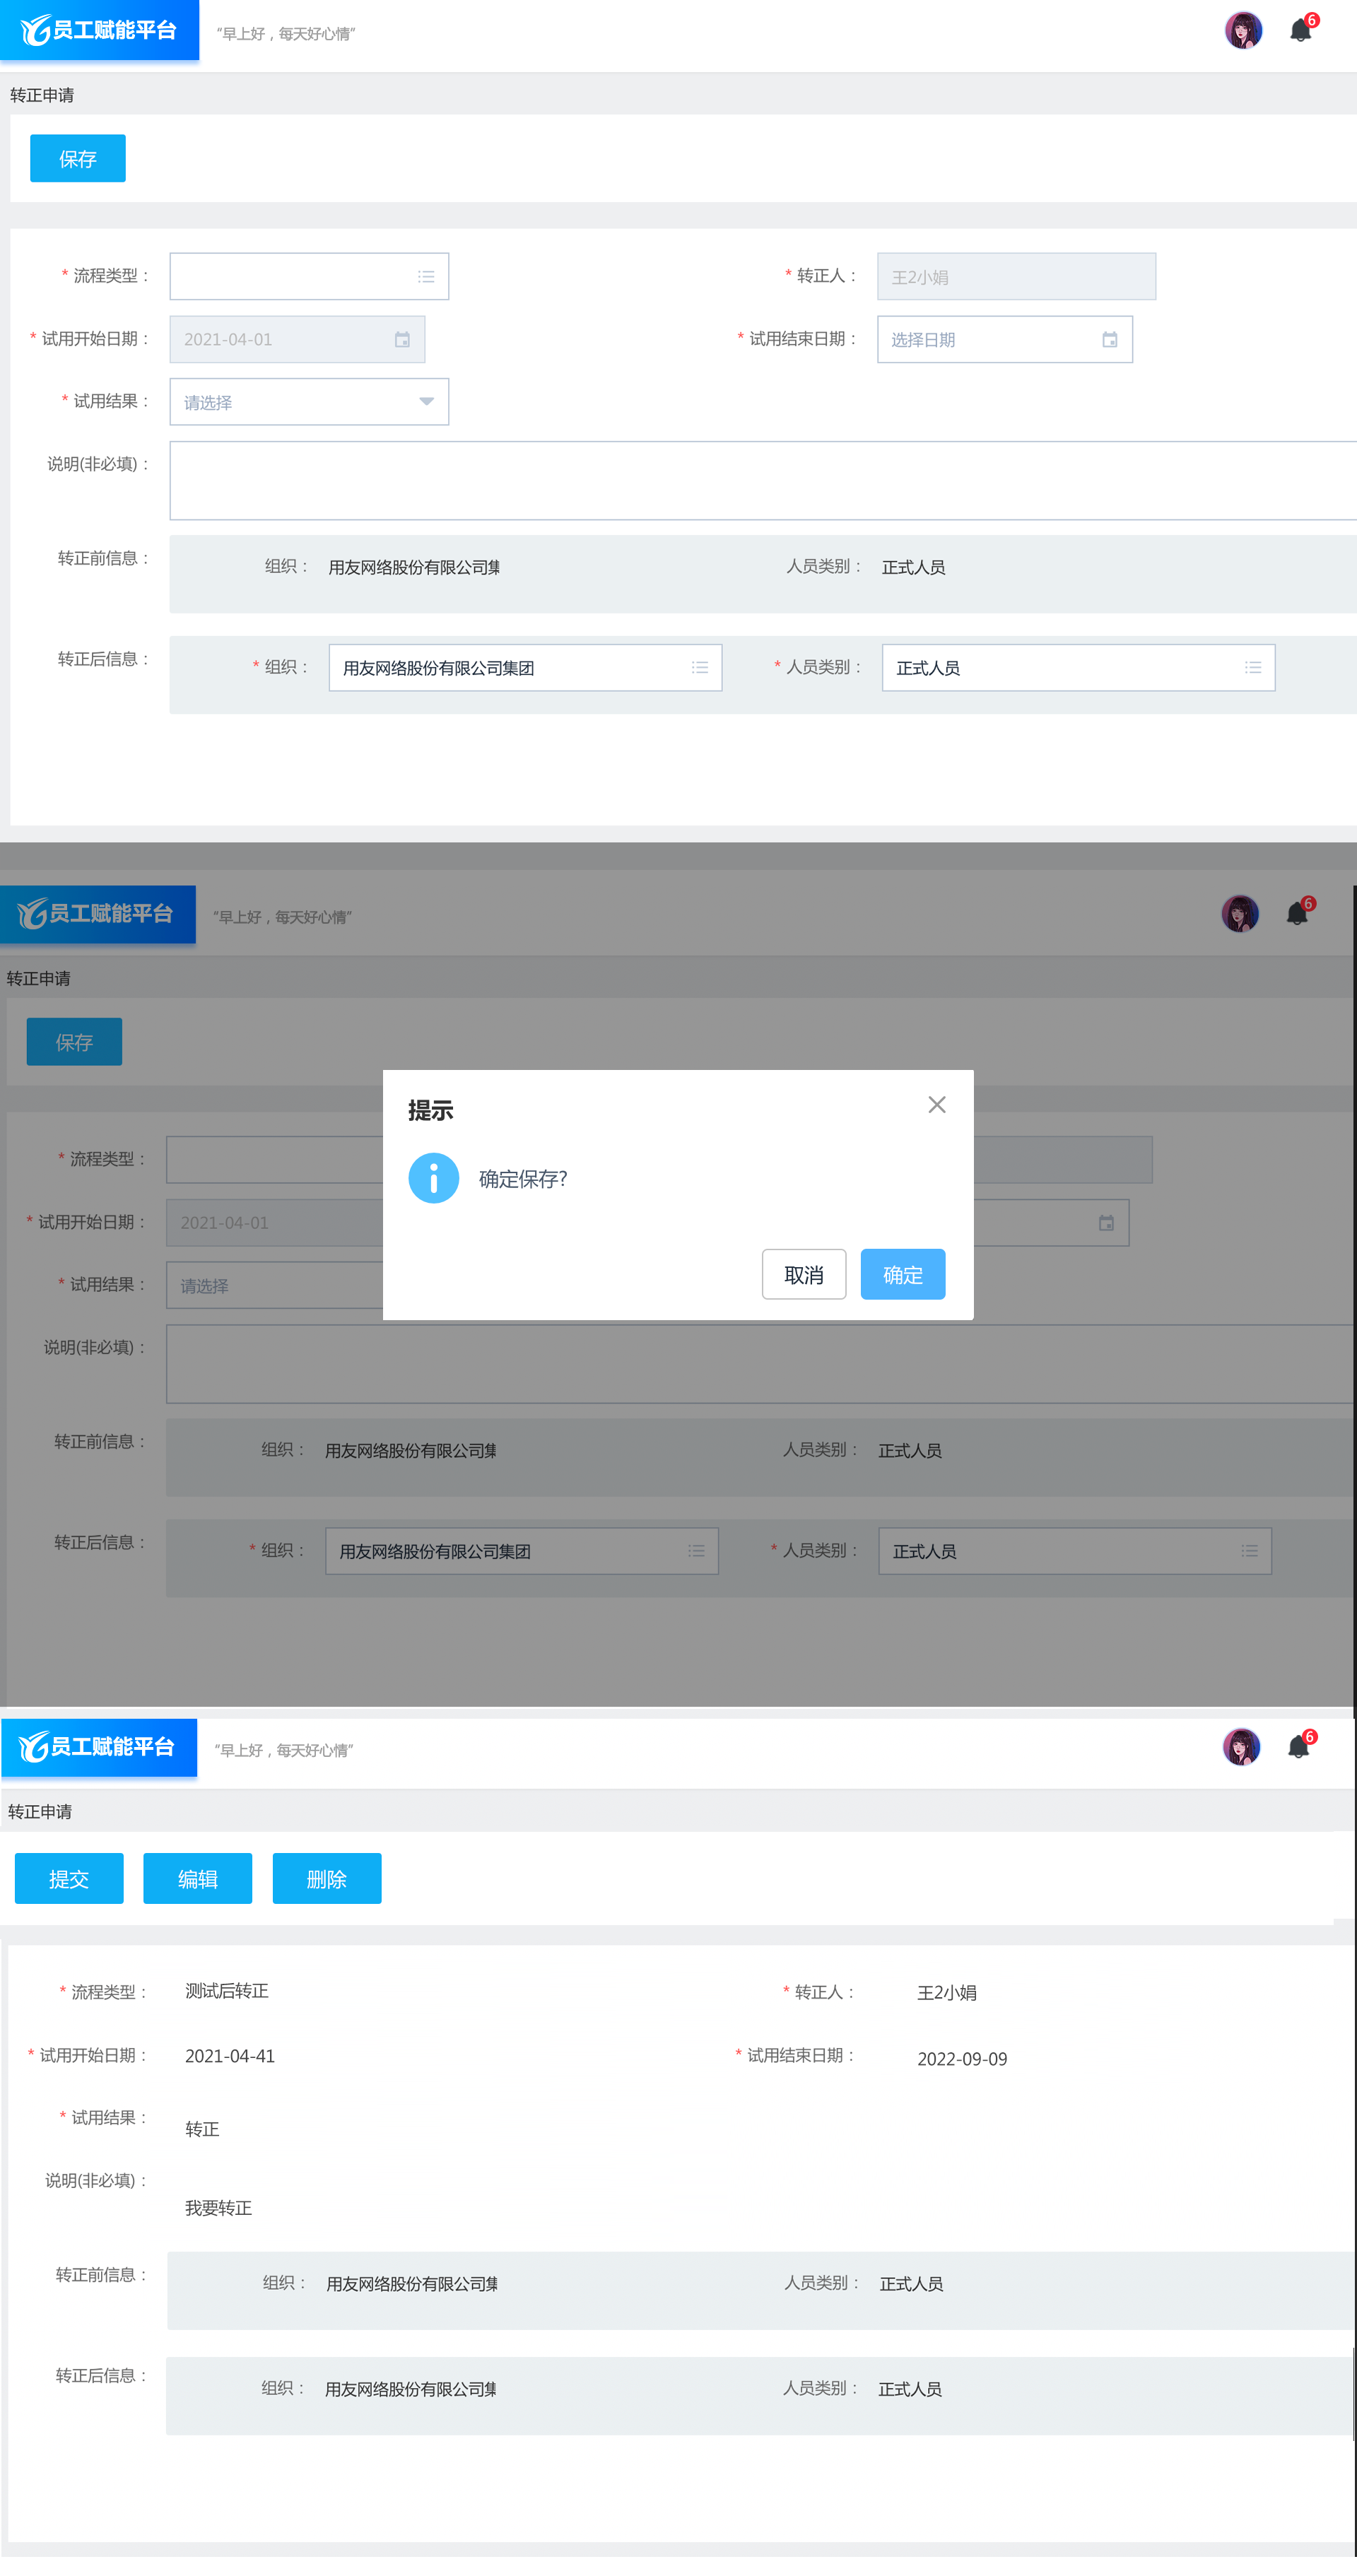 员工赋能平台 “早上好，每天好心情” 6
转正申请
保存
* 流程类型： * 转正人： 王2小娟
* 试用开始日期： 2021-04-01 * 试用结束日期： 选择日期
* 试用结果： 请选择
说明(非必填)：
转正前信息： 组织： 用友网络股份有限公司集 人员类别： 正式人员
转正后信息： * 组织： 用友网络股份有限公司集团 * 人员类别： 正式人员
员工赋能平台 “早上好，每天好心情” 6
转正申请
保存
提示
* 流程类型：
确定保存?
* 试用开始日期： 2021-04-01
* 试用结果： 请选择
取消 确定
说明(非必填)：
转正前信息： 组织： 用友网络股份有限公司集 人员类别： 正式人员
转正后信息： * 组织： 用友网络股份有限公司集团 * 人员类别： 正式人员
员工赋能平台 “早上好，每天好心情” 6
转正申请
提交 编辑 删除
* 流程类型： 测试后转正 * 转正人： 王2小娟
* 试用开始日期： 2021-04-41 * 试用结束日期： 2022-09-09
* 试用结果： 转正
说明(非必填)：
我要转正
转正前信息： 组织： 用友网络股份有限公司集 人员类别： 正式人员
转正后信息： 组织： 用友网络股份有限公司集 人员类别： 正式人员